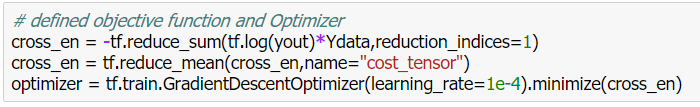 # defined objective function and Optimizer
cross_en = -tf.reduce_sum(tf.log(yout)*Ydata,reduction_indices=1)
cross_en = tf.reduce_mean(cross_en,name="cost_tensor")
optimizer = tf.train.GradientDescentOptimizer(learning_rate=1e-4).minimize(cross_en)